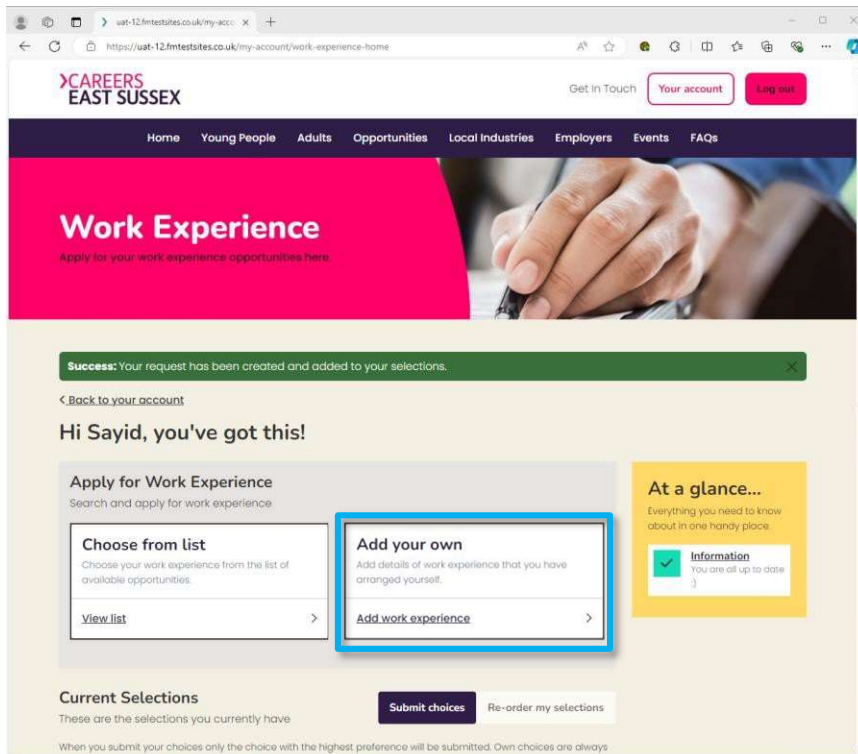 uat-12.fmtestsites.co.uk/my-acco
https://uat-12.fmtestsites.co.uk/my-account/work-experience-home
CAREERS
EAST SUSSEX
Get In Touch
Your account
Log out
Home Young People Adults Opportunities Local Industries Employers Events FAQs
Work Experience
Apply for your work experience opportunities here.
Success: Your request has been created and added to your selections.
< Back to your account
Hi Sayid, you've got this!
Apply for Work Experience
Search and apply for work experience
Choose from list
Choose your work experience from the list of
available opportunities.
View list
Add your own
Add details of work experience that you have
arranged yourself.
Add work experience
At a glance...
Everything you need to know
about in one handy place.
Information
You are all up to date
:)
Current Selections
These are the selections you currently have
Submit choices
Re-order my selections
When you submit your choices only the choice with the highest preference will be submitted. Own choices are always